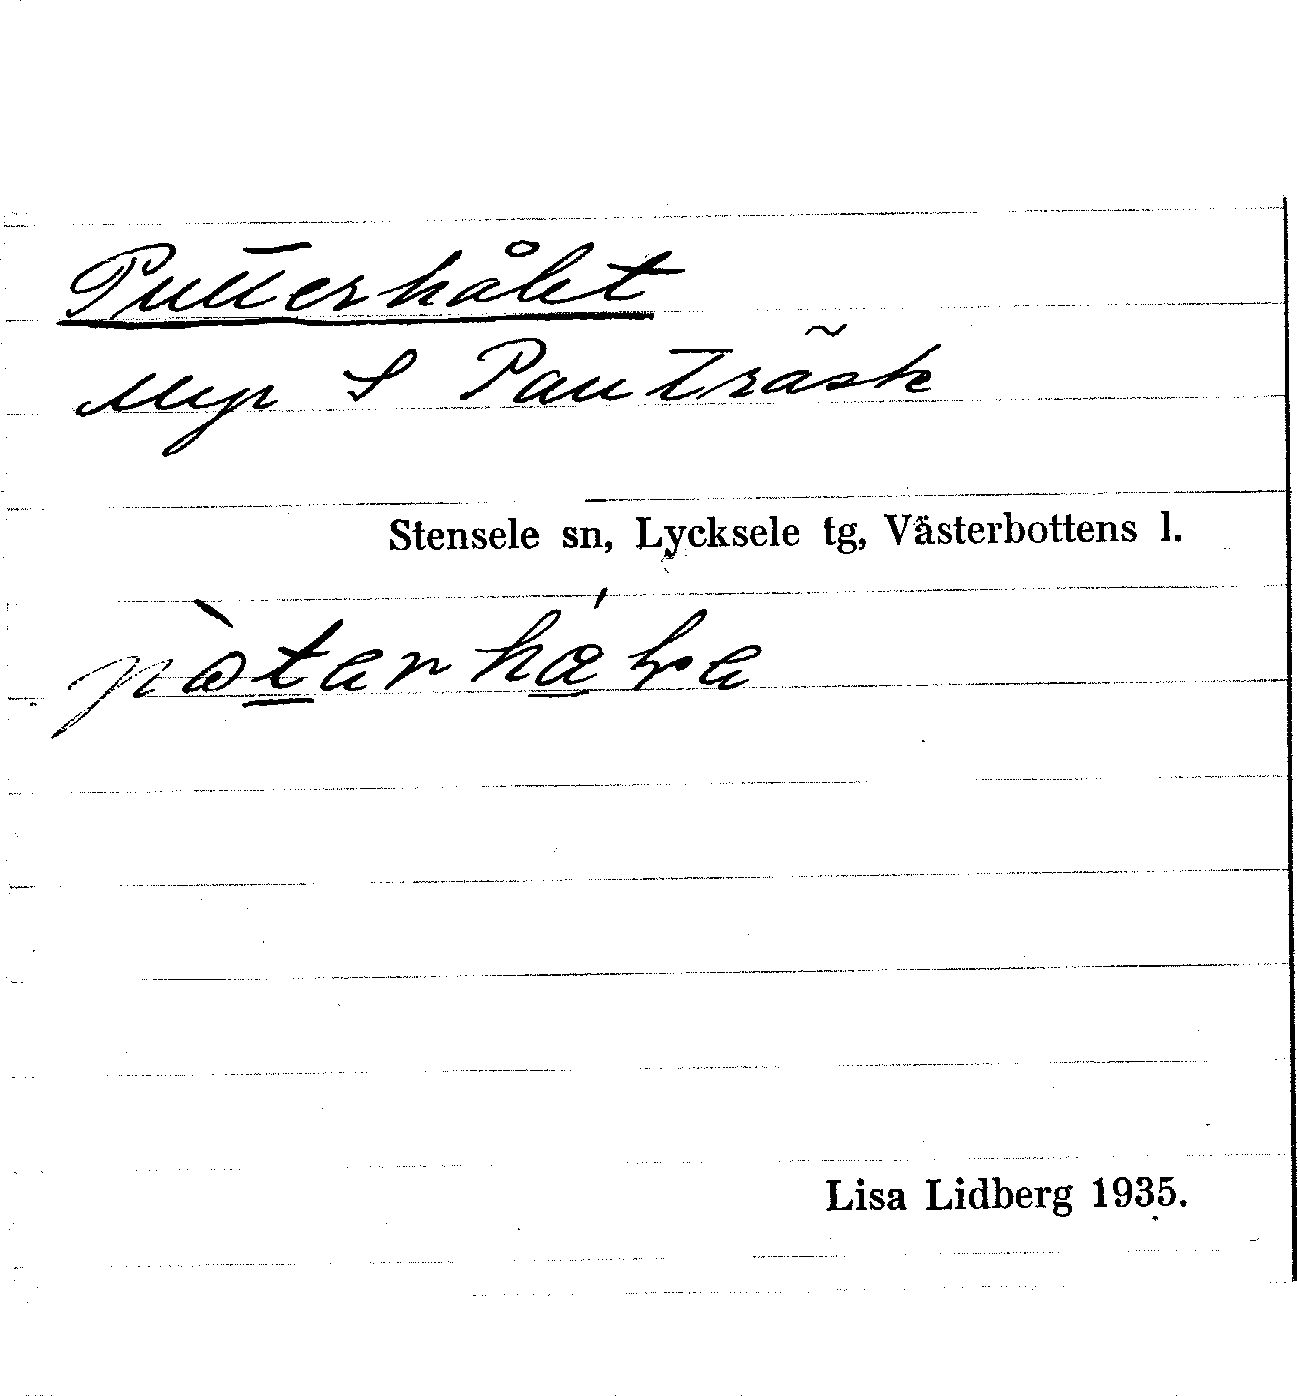 Putterhålet
Myr S Pauträsk
Stensele sn, Lycksele tg, Västerbottens l.
Lisa Lidberg 1935.